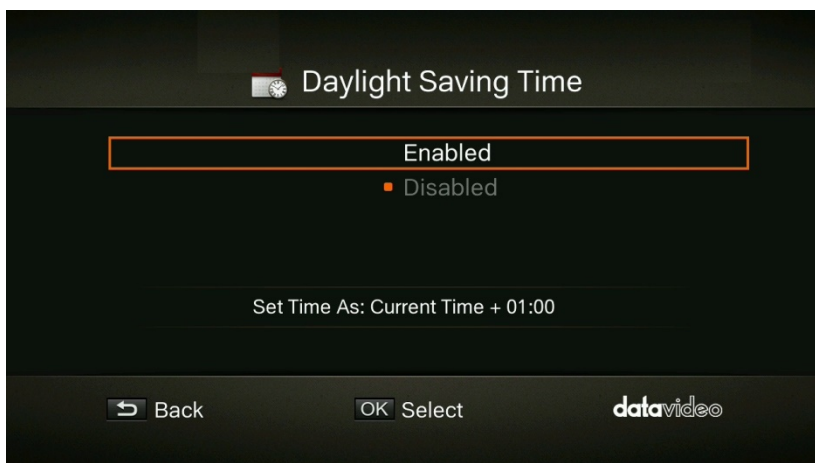 Daylight Saving Time
Enabled
Disabled
Set Time As: Current Time + 01:00
Back
OK Select
datavideo